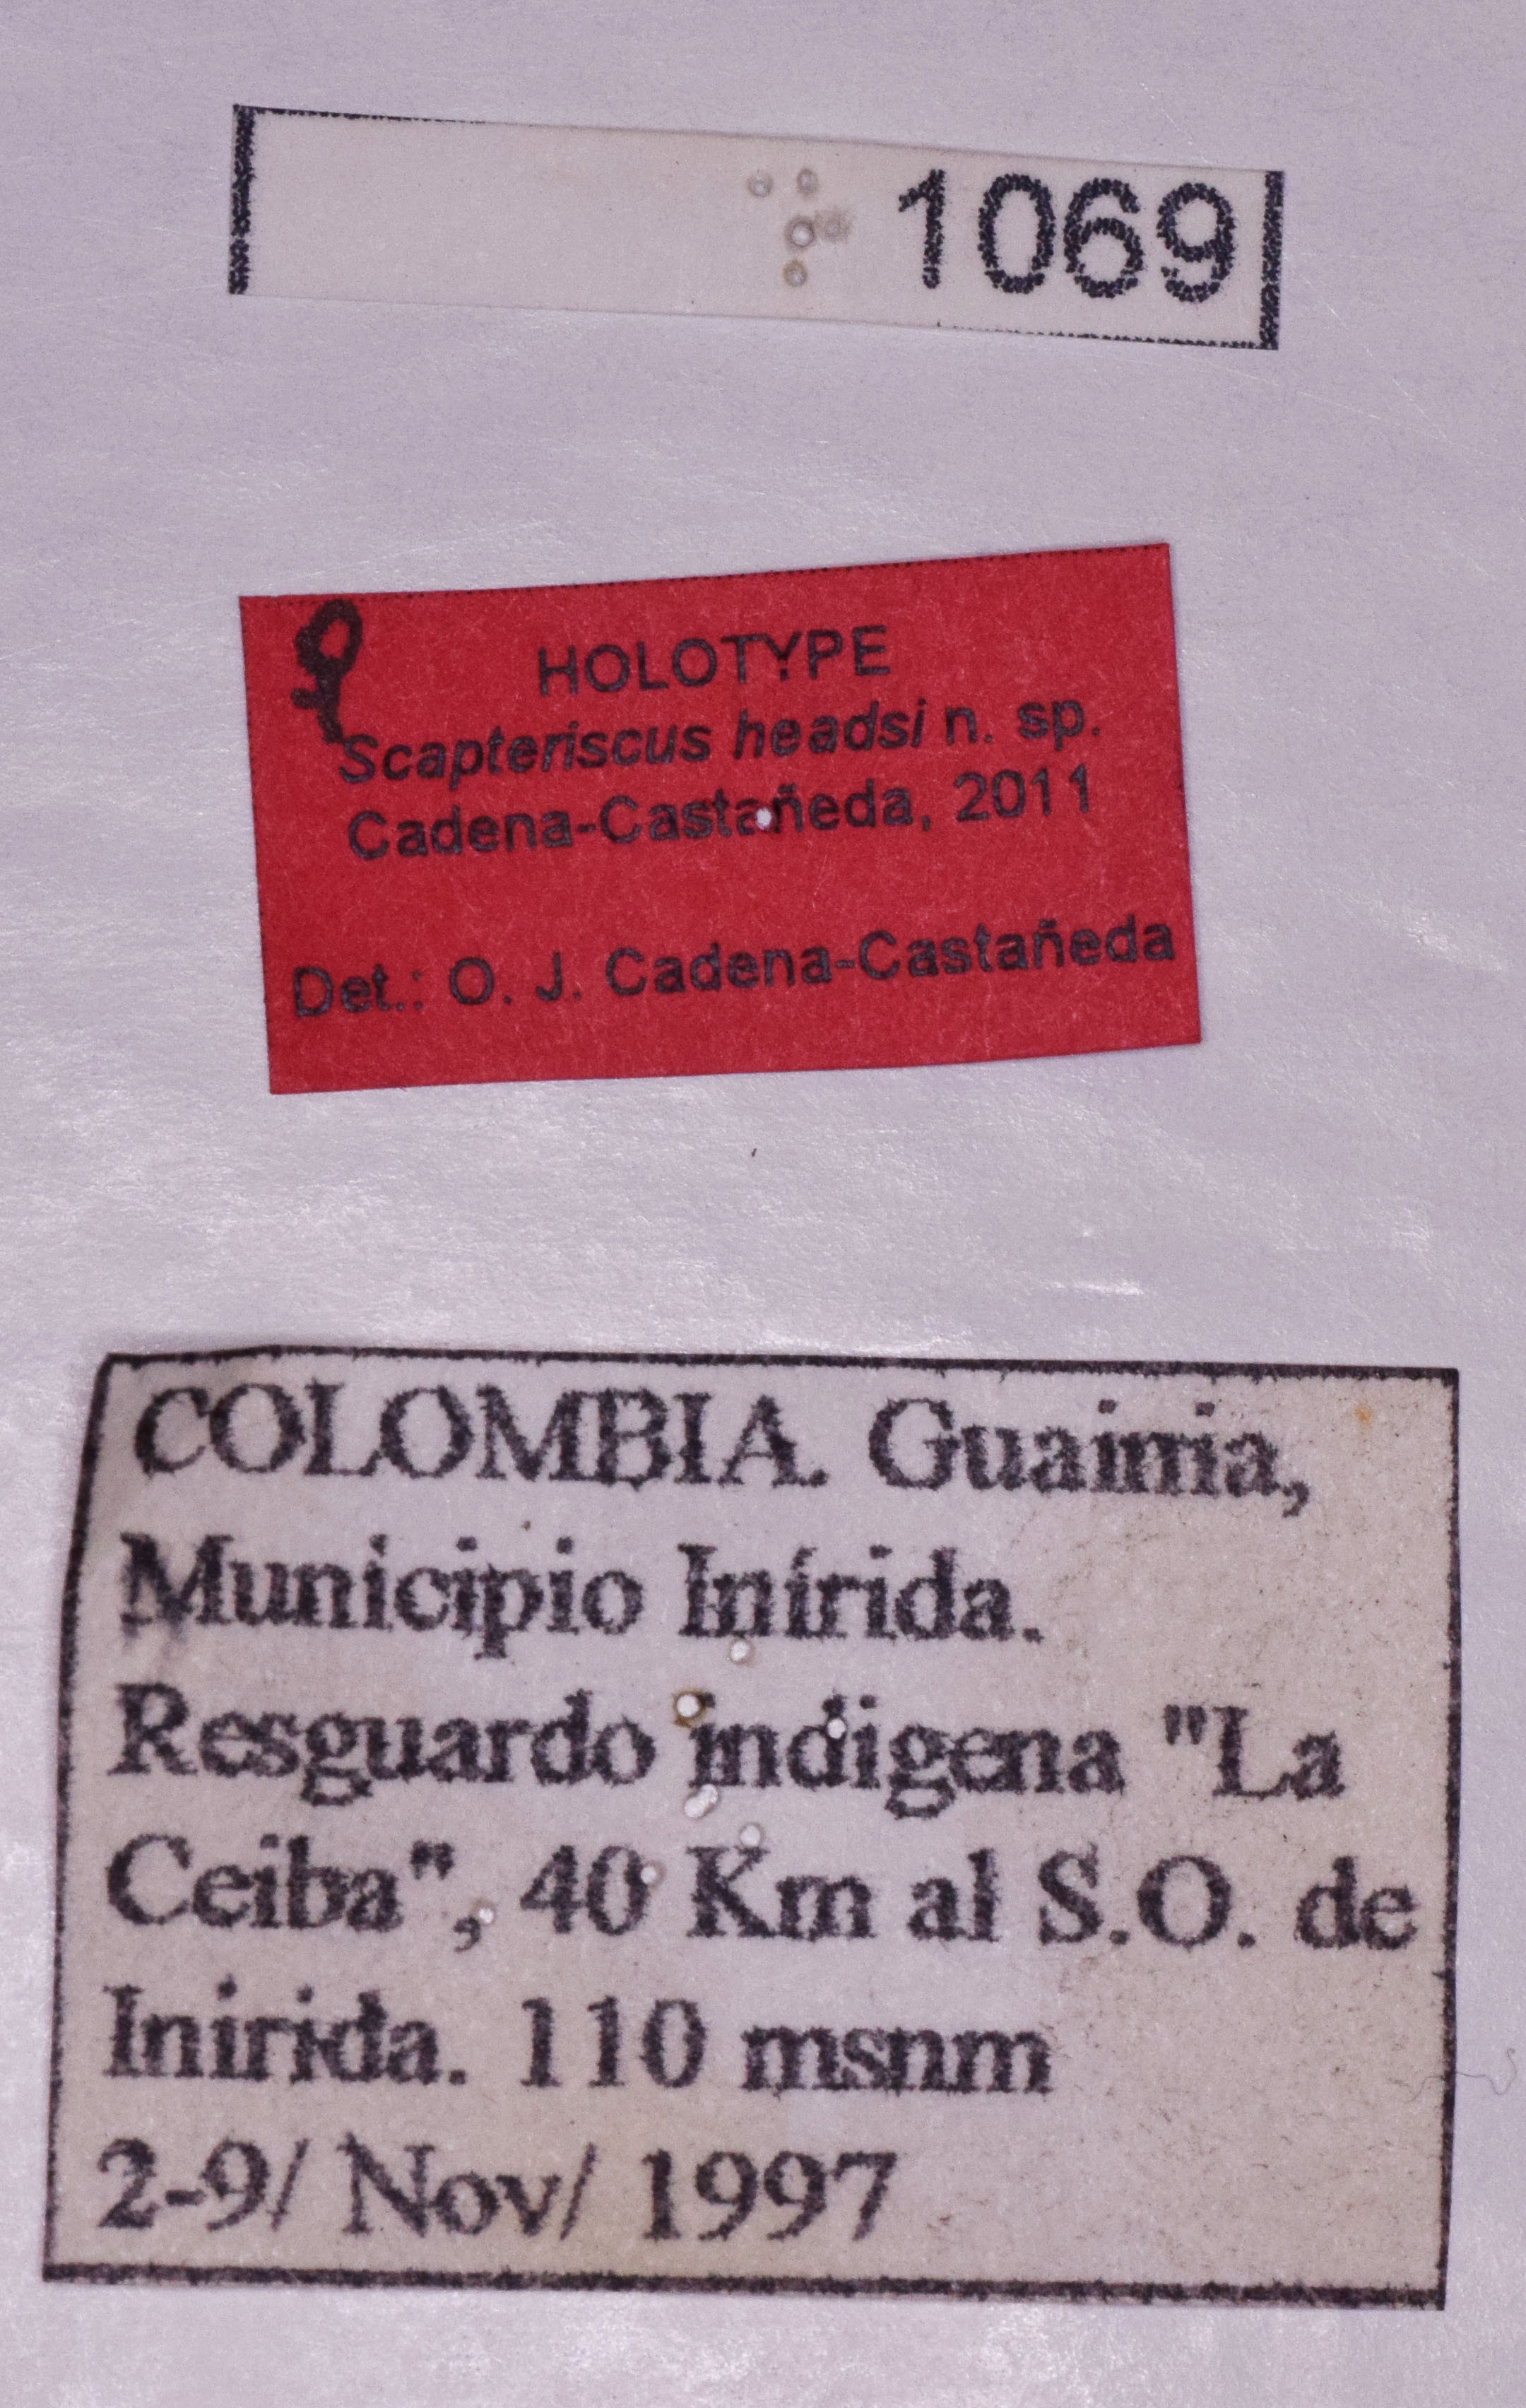 1069
♀ HOLOTYPE
Scapteriscus headsi n. sp.
Cadena-Castañeda, 2011
Det.: O. J. Cadena-Castañeda
COLOMBIA. Guainia,
Municipio Inírida.
Resguardo indigena "La
Ceiba", 40 Km al S.O. de
Inirida. 110 msnm
2-9/ Nov/ 1997